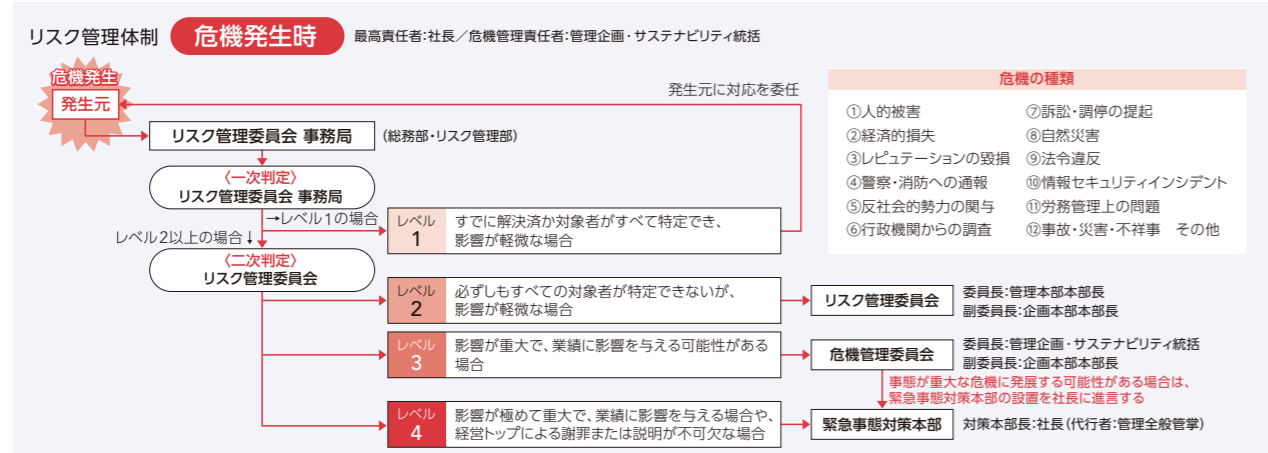 リスク管理体制 危機発生時 最高責任者:社長／危機管理責任者:管理企画・サステナビリティ統括
危機発生
発生元
発生元に対応を委任
リスク管理委員会 事務局 (総務部・リスク管理部)
〈一次判定〉
リスク管理委員会 事務局
→レベル1の場合
レベル2以上の場合↓
〈二次判定〉
リスク管理委員会
レベル
1
すでに解決済か対象者がすべて特定でき、
影響が軽微な場合
レベル
2
必ずしもすべての対象者が特定できないが、
影響が軽微な場合
リスク管理委員会
委員長:管理本部本部長
副委員長:企画本部本部長
レベル
3
影響が重大で、業績に影響を与える可能性がある
場合
危機管理委員会
委員長:管理企画・サステナビリティ統括
副委員長:企画本部本部長
事態が重大な危機に発展する可能性がある場合は、
緊急事態対策本部の設置を社長に進言する
レベル
4
影響が極めて重大で、業績に影響を与える場合や、
経営トップによる謝罪または説明が不可欠な場合
緊急事態対策本部
対策本部長:社長(代行者:管理全般管掌)
危機の種類
①人的被害
②経済的損失
③レピュテーションの毀損
④警察・消防への通報
⑤反社会的勢力の関与
⑥行政機関からの調査
⑦訴訟・調停の提起
⑧自然災害
⑨法令違反
⑩情報セキュリティインシデント
⑪労務管理上の問題
⑫事故・災害・不祥事　その他